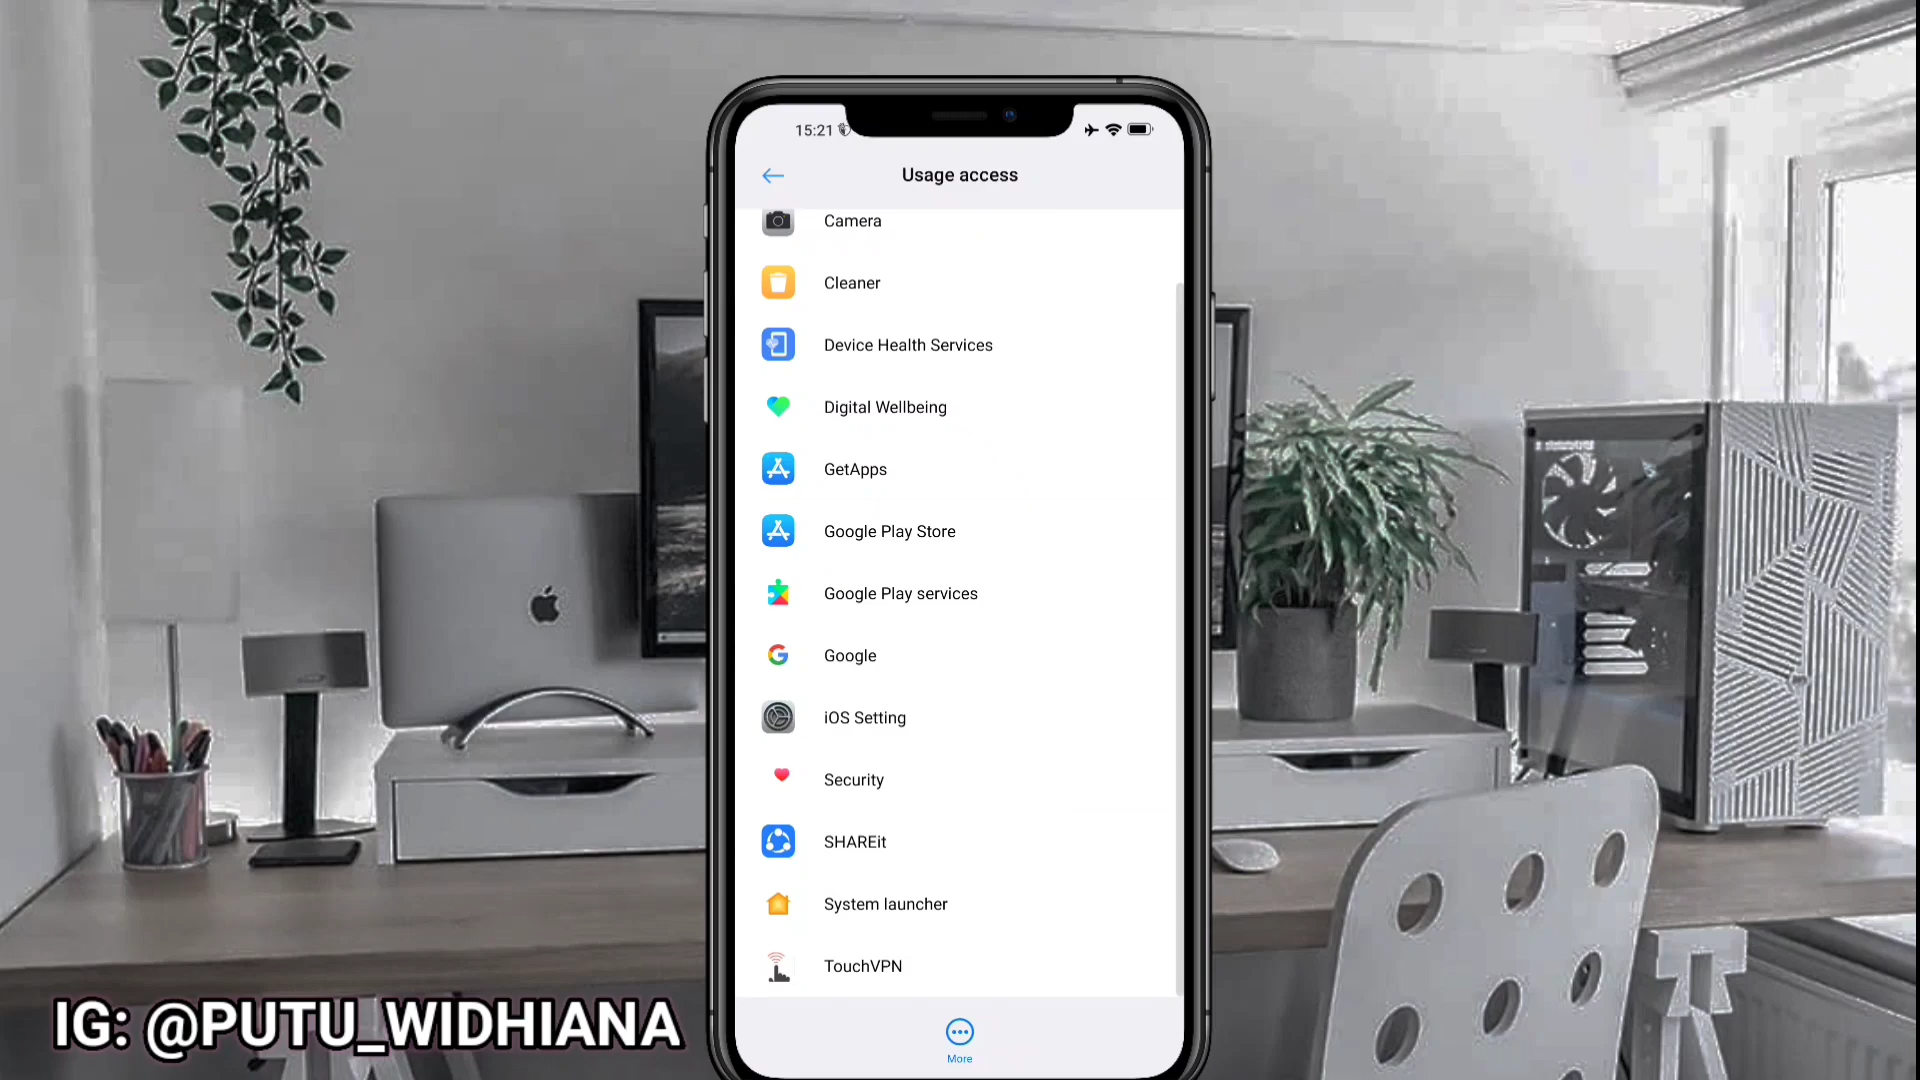 15:21
Usage access
Camera
Cleaner
Device Health Services
Digital Wellbeing
GetApps
Google Play Store
Google Play services
Google
iOS Setting
Security
SHAREit
System launcher
TouchVPN
More
IG: @PUTU_WIDHIANA